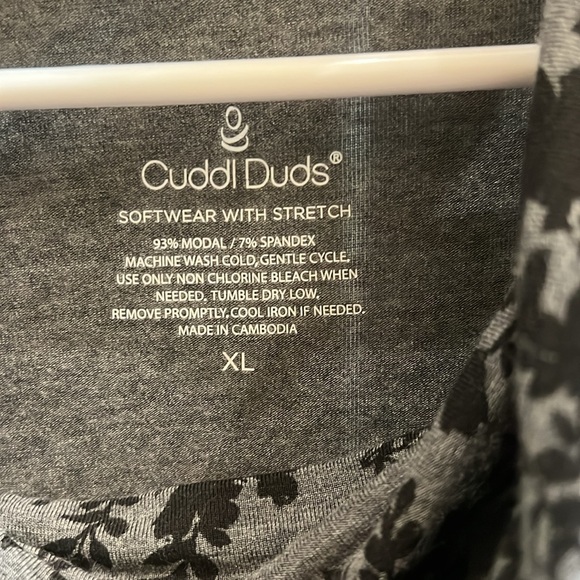 Cuddl Duds®
SOFTWEAR WITH STRETCH
93% MODAL / 7% SPANDEX
MACHINE WASH COLD, GENTLE CYCLE.
USE ONLY NON CHLORINE BLEACH WHEN
NEEDED, TUMBLE DRY LOW,
REMOVE PROMPTLY, COOL IRON IF NEEDED.
MADE IN CAMBODIA
XL